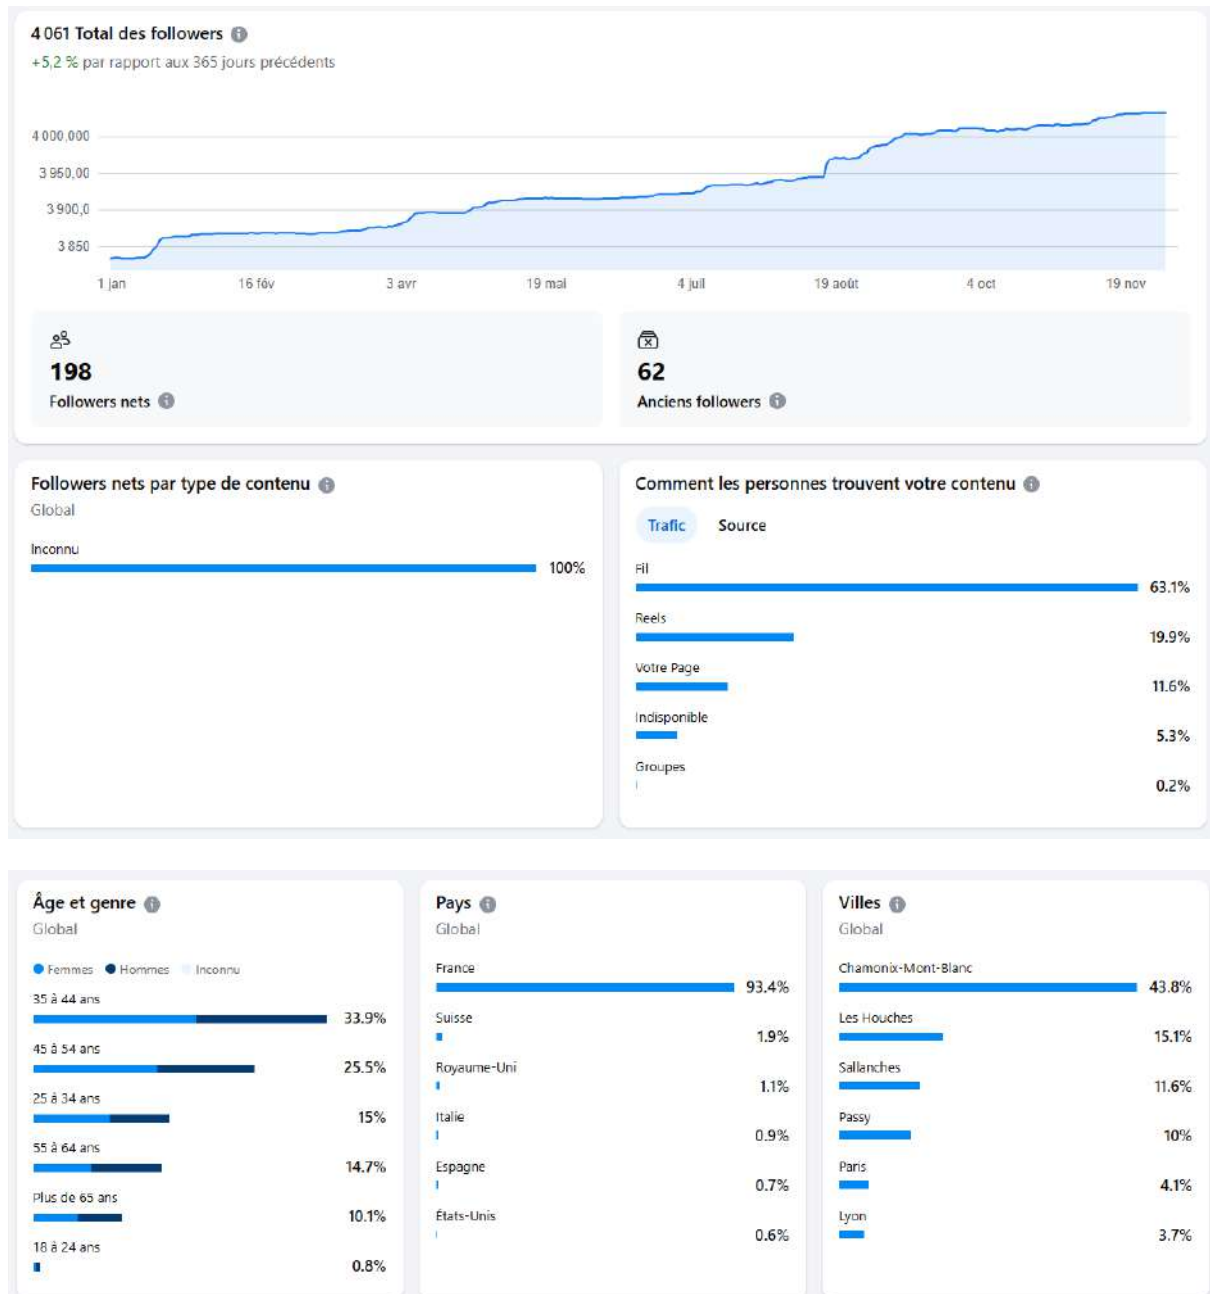 4 061 Total des followers
+5,2 % par rapport aux 365 jours précédents
4 000,000
3 950,00
3 900,0
3 850
1 jan 16 fév 3 avr 19 mai 4 juil 19 août 4 oct 19 nov
198
Followers nets
62
Anciens followers
Followers nets par type de contenu
Global
Inconnu
100%
Comment les personnes trouvent votre contenu
Trafic Source
Fil
63.1%
Reels
19.9%
Votre Page
11.6%
Indisponible
5.3%
Groupes
0.2%
Âge et genre
Global
Femmes Hommes Inconnu
35 à 44 ans
33.9%
45 à 54 ans
25.5%
25 à 34 ans
15%
55 à 64 ans
14.7%
Plus de 65 ans
10.1%
18 à 24 ans
0.8%
Pays
Global
France
93.4%
Suisse
1.9%
Royaume-Uni
1.1%
Italie
0.9%
Espagne
0.7%
États-Unis
0.6%
Villes
Global
Chamonix-Mont-Blanc
43.8%
Les Houches
15.1%
Sallanches
11.6%
Passy
10%
Paris
4.1%
Lyon
3.7%